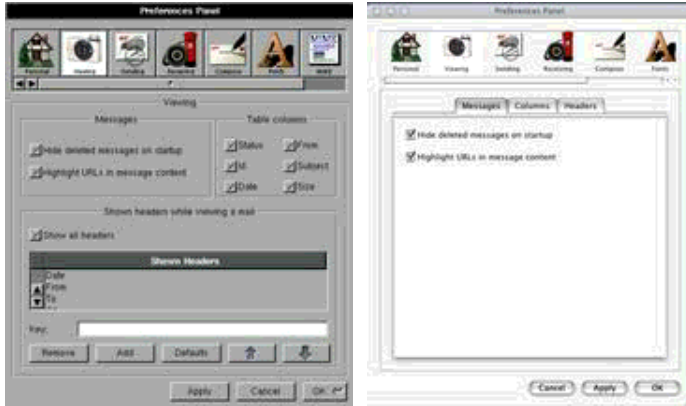 Preferences Panel
Personal Viewing Sending Receiving Compose Fonts MIME
Viewing
Messages
Hide deleted messages on startup
Highlight URLs in message content
Table columns
Status From
Id Subject
Date Size
Shown headers while viewing a mail
Show all headers
Shown Headers
Date
From
To
Key:
Remove Add Defaults
Apply Cancel OK
Preferences Panel
Personal Viewing Sending Receiving Compose Fonts
Messages Columns Headers
Hide deleted messages on startup
Highlight URLs in message content
Cancel Apply OK